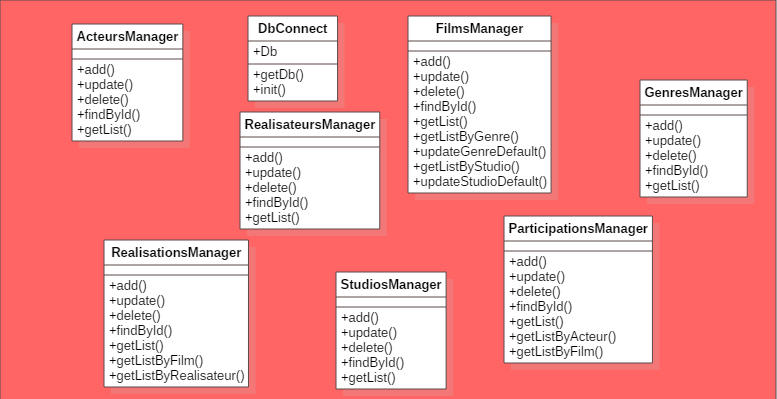 ActeursManager
+add()
+update()
+delete()
+findById()
+getList()
DbConnect
+Db
+getDb()
+init()
FilmsManager
+add()
+update()
+delete()
+findById()
+getList()
+getListByGenre()
+updateGenreDefault()
+getListByStudio()
+updateStudioDefault()
GenresManager
+add()
+update()
+delete()
+findById()
+getList()
RealisateursManager
+add()
+update()
+delete()
+findById()
+getList()
RealisationsManager
+add()
+update()
+delete()
+findById()
+getList()
+getListByFilm()
+getListByRealisateur()
StudiosManager
+add()
+update()
+delete()
+findById()
+getList()
ParticipationsManager
+add()
+update()
+delete()
+findById()
+getList()
+getListByActeur()
+getListByFilm()